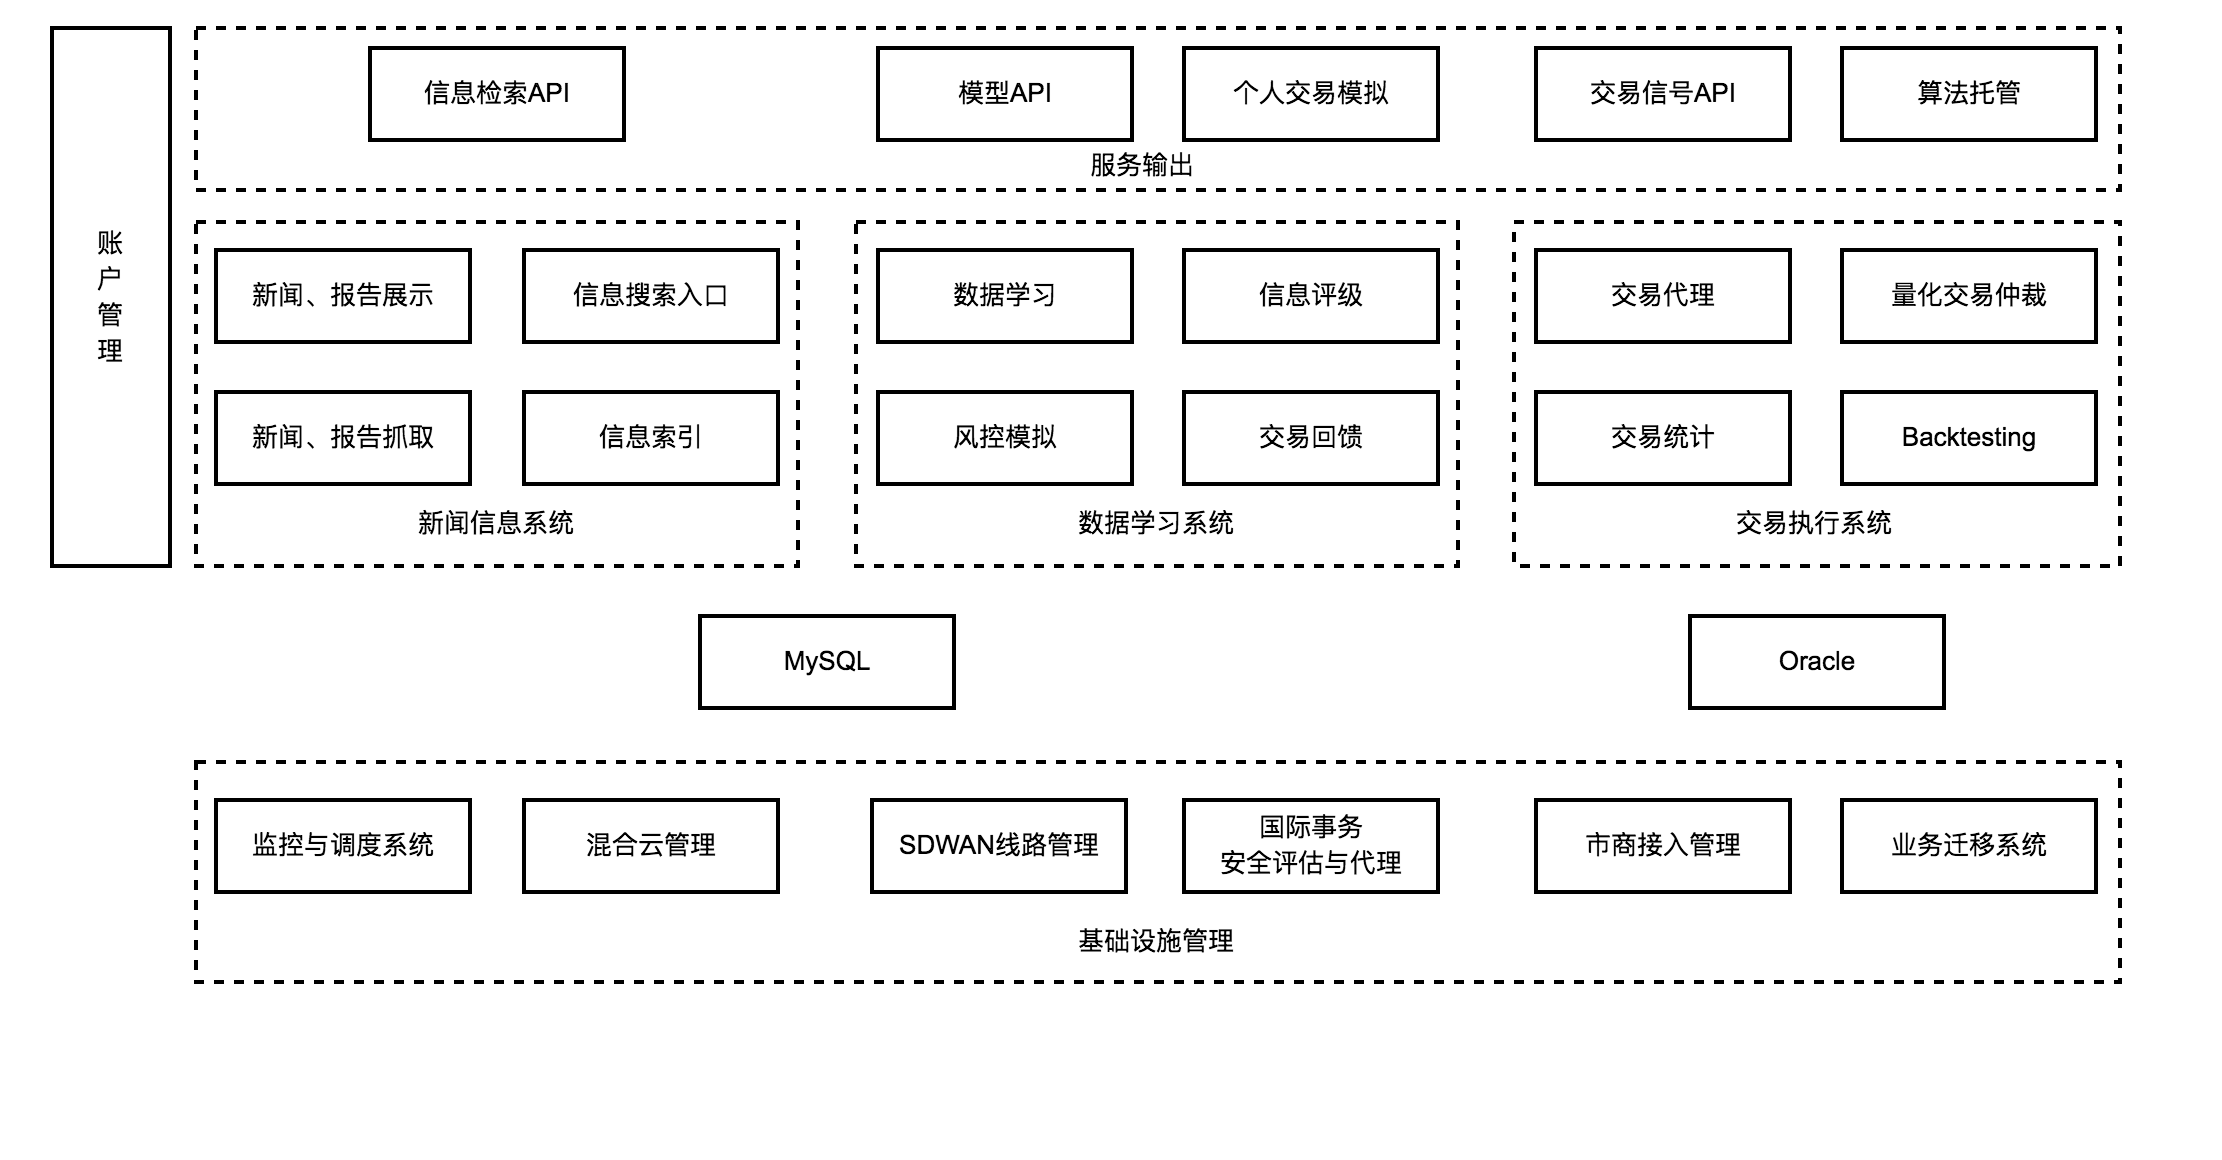 账
户
管
理
信息检索API
模型API
个人交易模拟
交易信号API
算法托管
服务输出
新闻、报告展示
信息搜索入口
新闻、报告抓取
信息索引
新闻信息系统
数据学习
信息评级
风控模拟
交易回馈
数据学习系统
交易代理
量化交易仲裁
交易统计
Backtesting
交易执行系统
MySQL
Oracle
监控与调度系统
混合云管理
SDWAN线路管理
国际事务
安全评估与代理
市商接入管理
业务迁移系统
基础设施管理